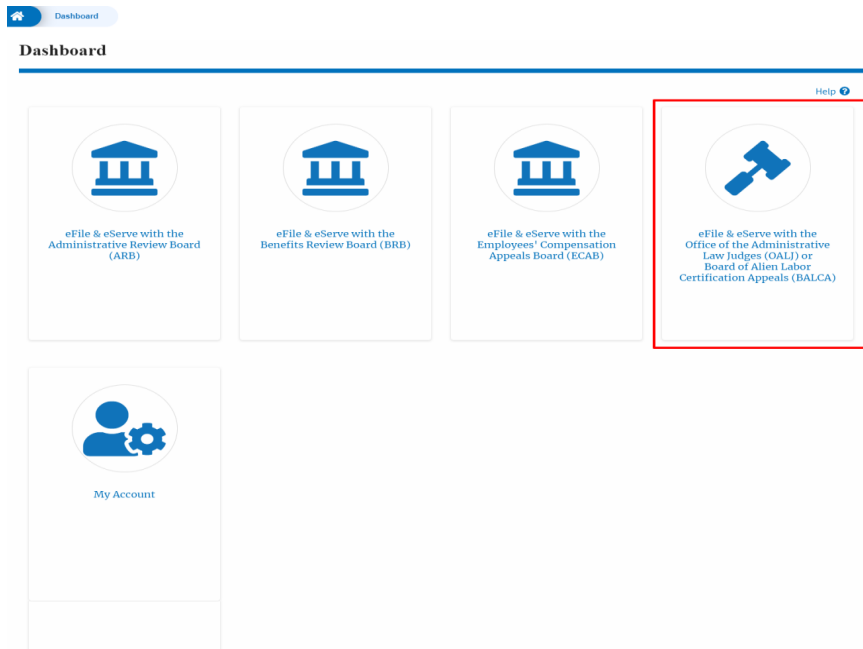 Dashboard
Dashboard
Help
eFile & eServe with the
Administrative Review Board
(ARB)
eFile & eServe with the
Benefits Review Board (BRB)
eFile & eServe with the
Employees' Compensation
Appeals Board (ECAB)
eFile & eServe with the
Office of the Administrative
Law Judges (OALJ) or
Board of Alien Labor
Certification Appeals (BALCA)
My Account